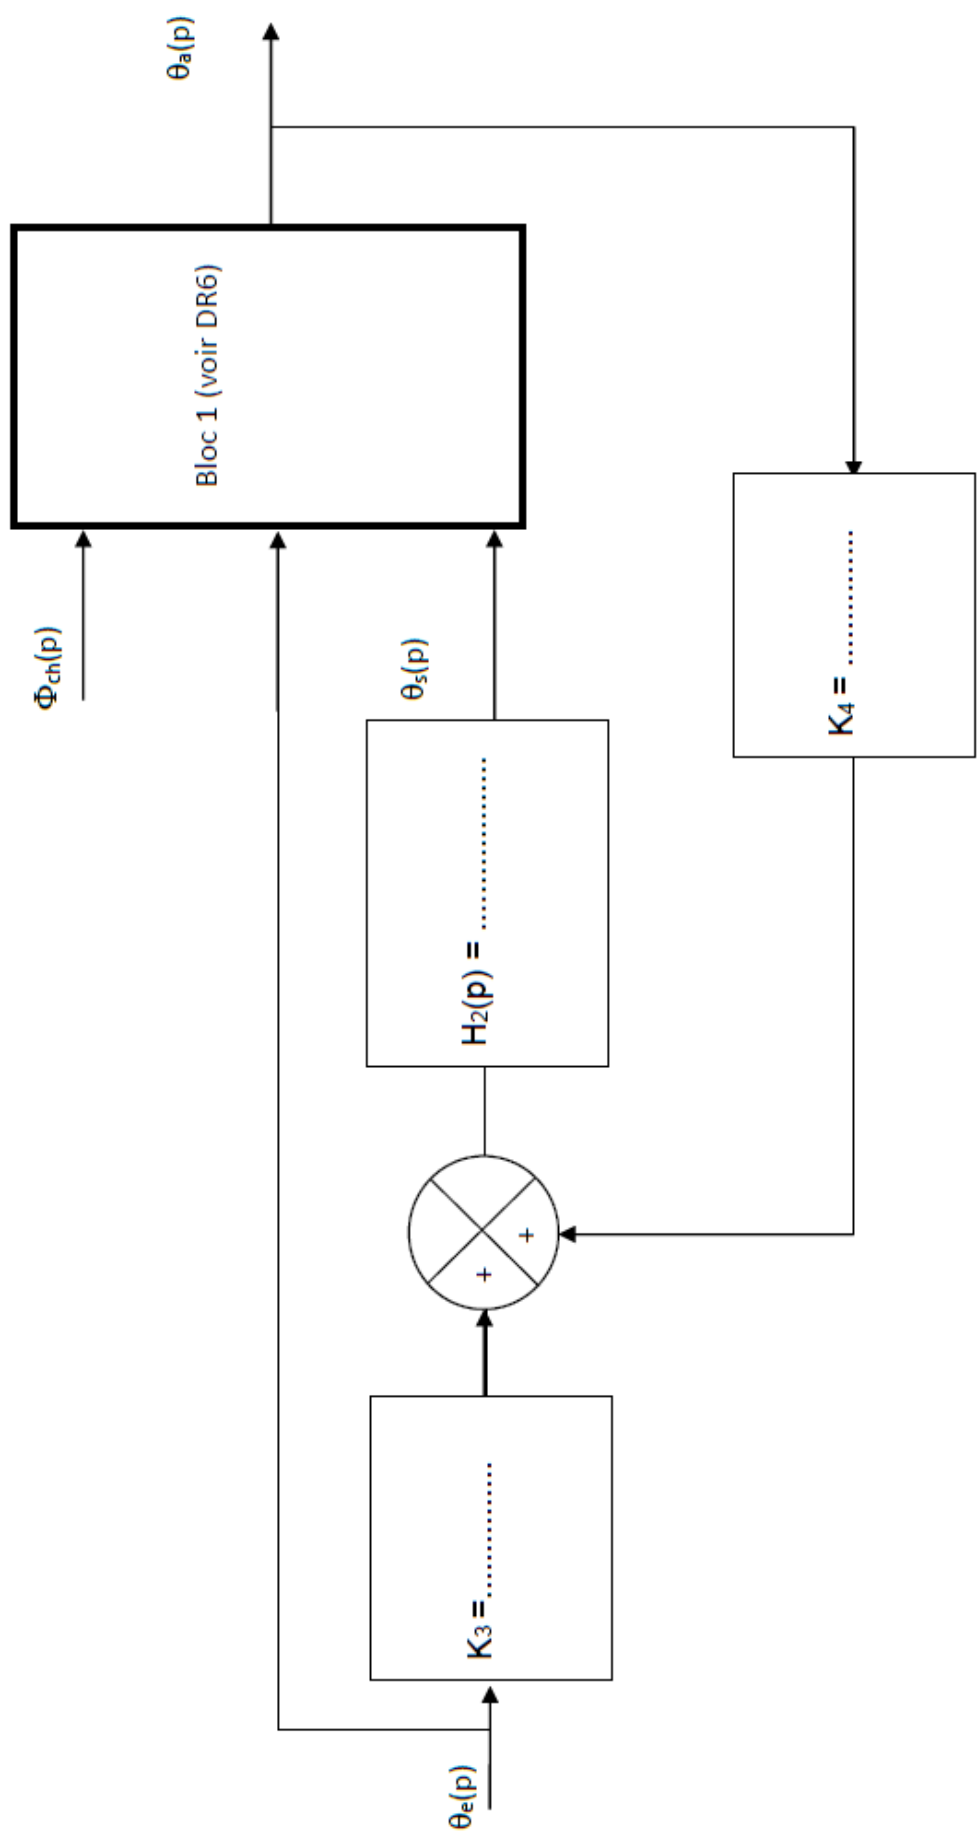 θe(p)
K3 =................
+
+
H2(p) = ....................
θs(p)
Φch(p)
Bloc 1 (voir DR6)
θa(p)
K4 = ................